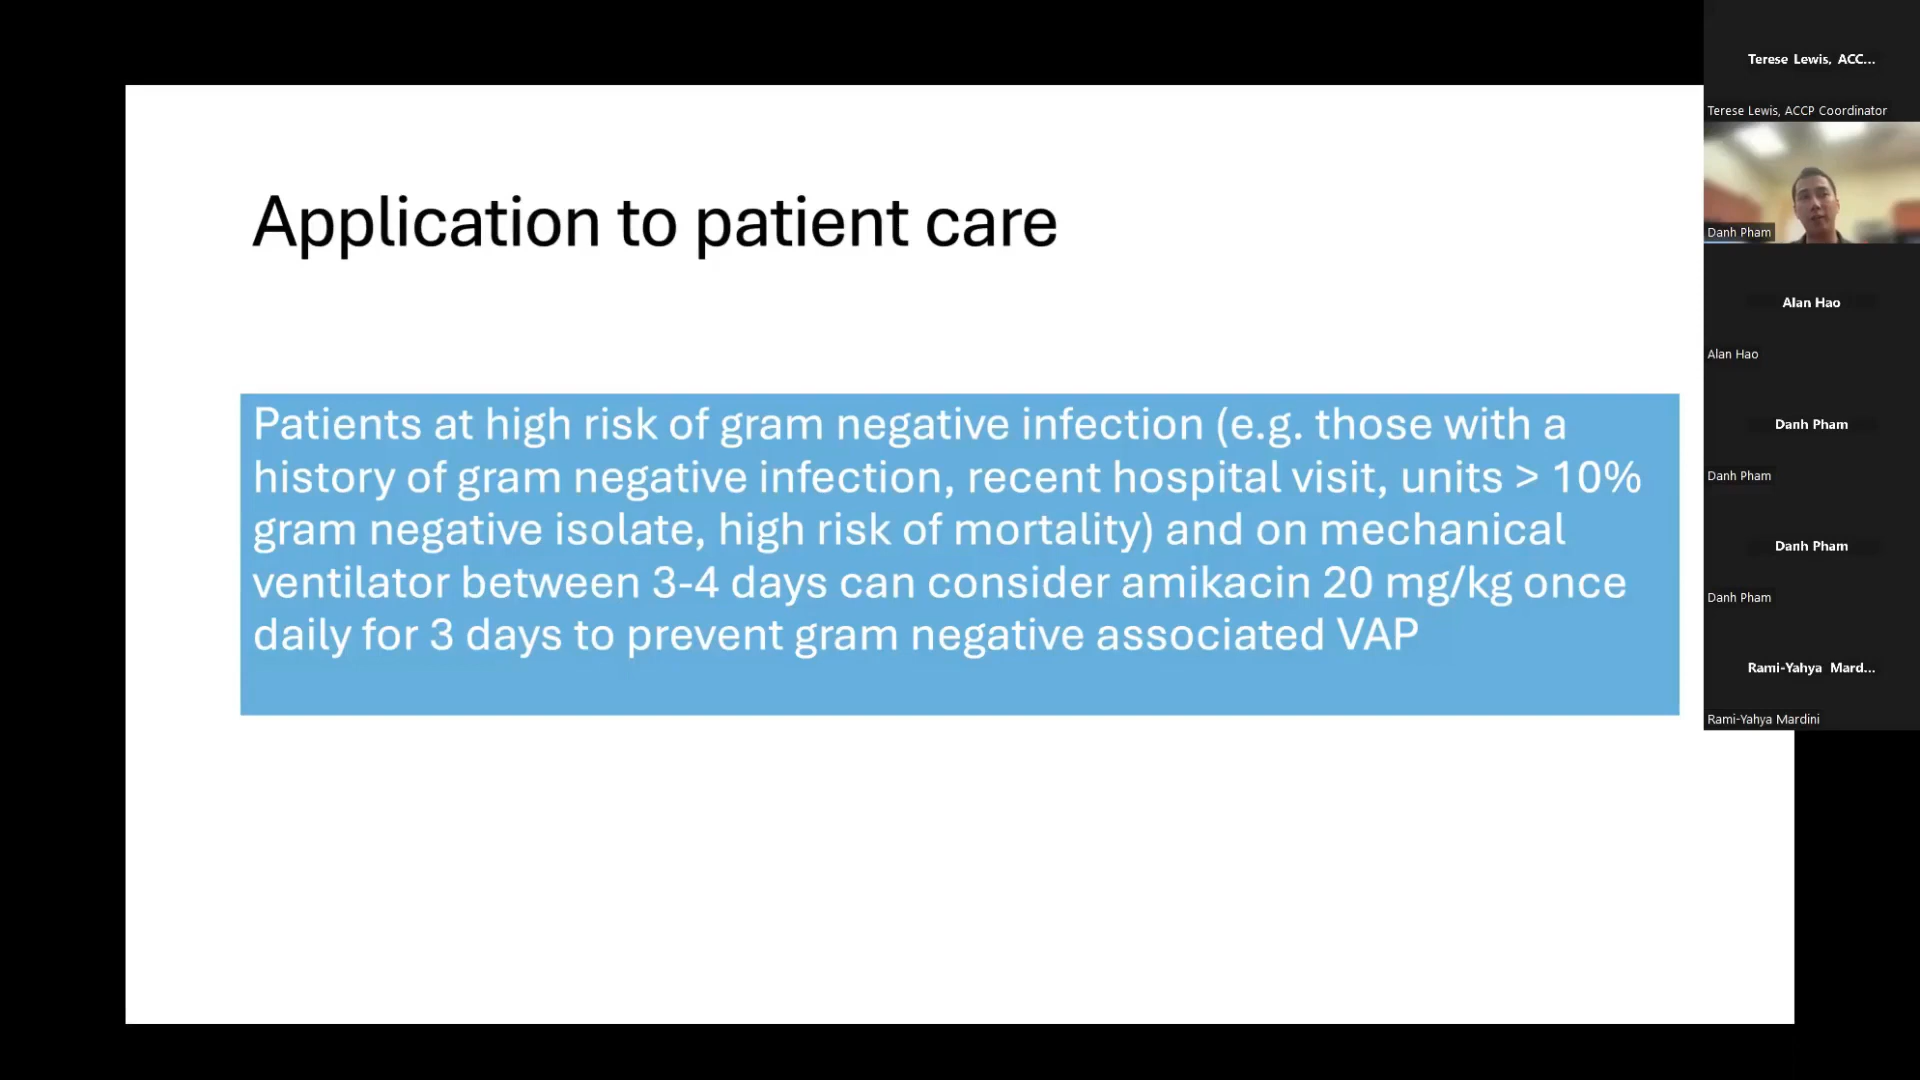 Application to patient care
Patients at high risk of gram negative infection (e.g. those with a
history of gram negative infection, recent hospital visit, units > 10%
gram negative isolate, high risk of mortality) and on mechanical
ventilator between 3-4 days can consider amikacin 20 mg/kg once
daily for 3 days to prevent gram negative associated VAP
Terese Lewis, ACC...
Terese Lewis, ACCP Coordinator
Danh Pham
Alan Hao
Alan Hao
Danh Pham
Danh Pham
Danh Pham
Danh Pham
Rami-Yahya Mard...
Rami-Yahya Mardini